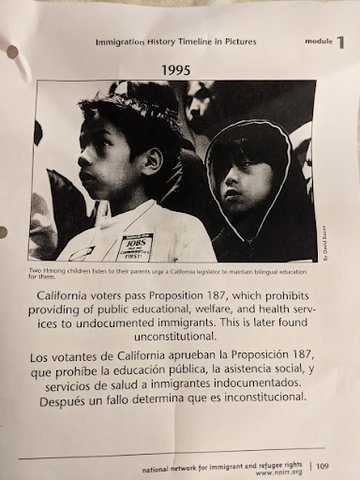 Immigration History Timeline in Pictures
module 1
1995
JOBS
FIRST!
By David Bacon
Two Hmong children listen to their parents urge a California legislator to maintain bilingual education
for them.
California voters pass Proposition 187, which prohibits
providing of public educational, welfare, and health serv-
ices to undocumented immigrants. This is later found
unconstitutional.
Los votantes de California aprueban la Proposición 187,
que prohíbe la educación pública, la asistencia social, y
servicios de salud a inmigrantes indocumentados.
Después un fallo determina que es inconstitucional.
national network for immigrant and refugee rights
www.nnirr.org
109